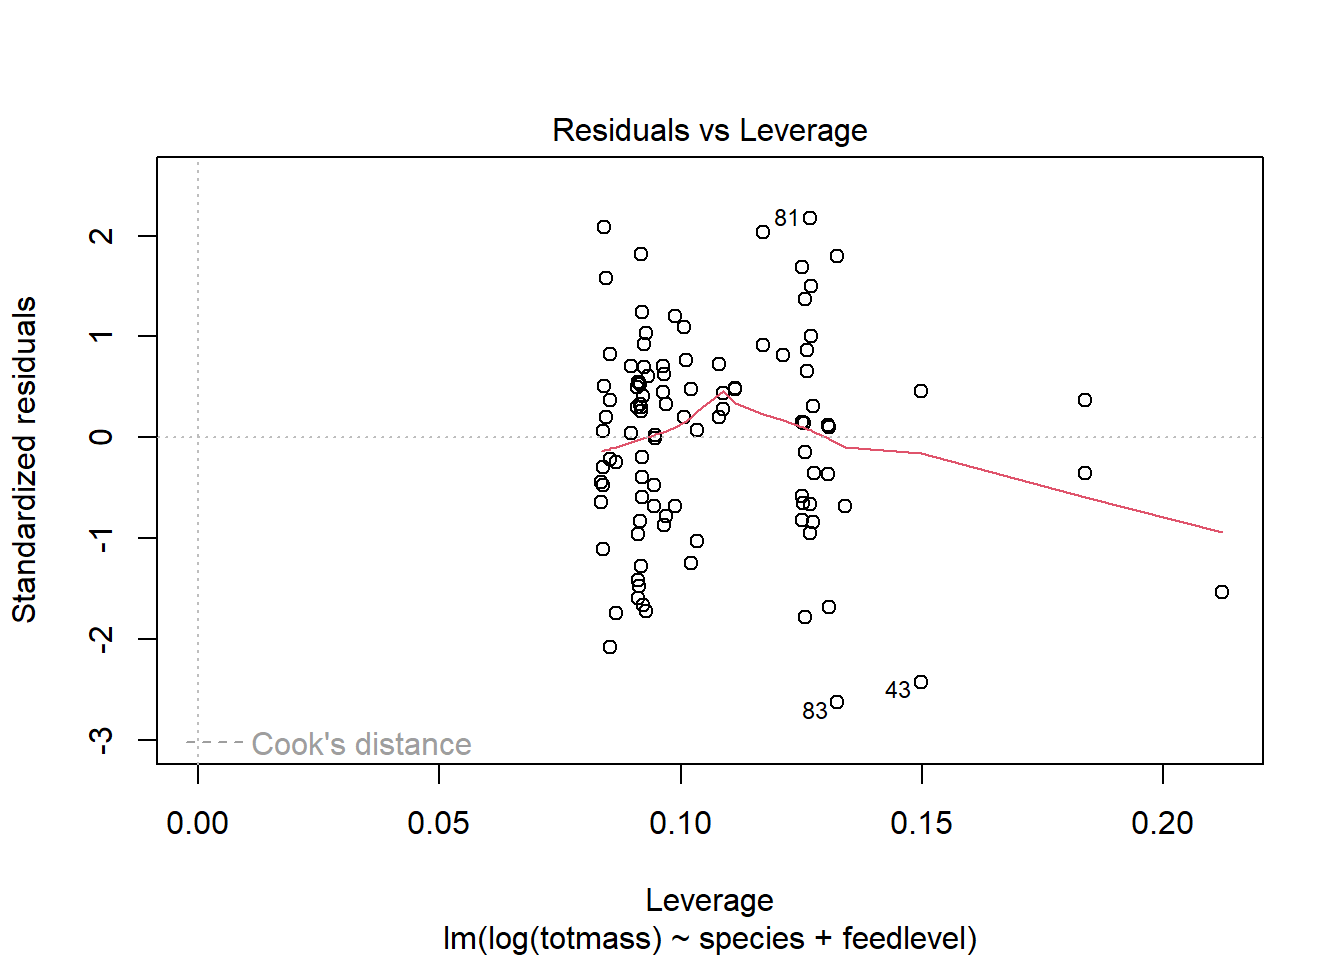 Residuals vs Leverage
Standardized residuals
2
1
0
-1
-2
-3
81
83
43
Cook's distance
0.00 0.05 0.10 0.15 0.20
Leverage
lm(log(totmass) ~ species + feedlevel)